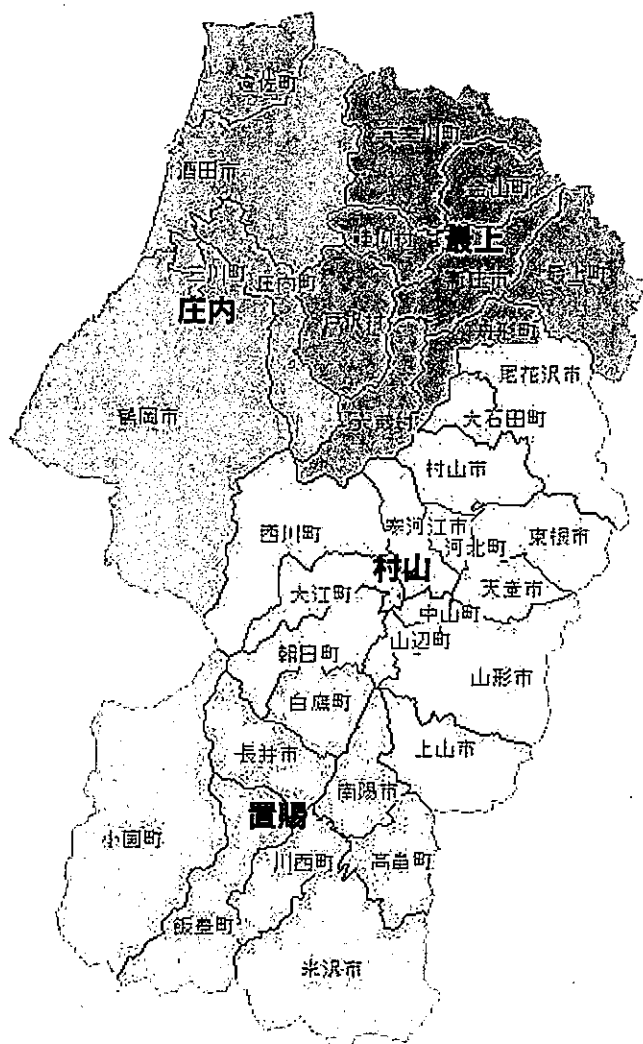 遊佐町
真室川町
酒田市
金山町
鮭川村
最上
三川町
庄内町
新庄市
最上町
庄内
戸沢村
舟形町
尾花沢市
鶴岡市
大蔵村
大石田町
村山市
西川町
寒河江市
河北町
東根市
村山
大江町
天童市
中山町
朝日町
山辺町
山形市
白鷹町
長井市
上山市
南陽市
置賜
小国町
川西町
高畠町
飯豊町
米沢市